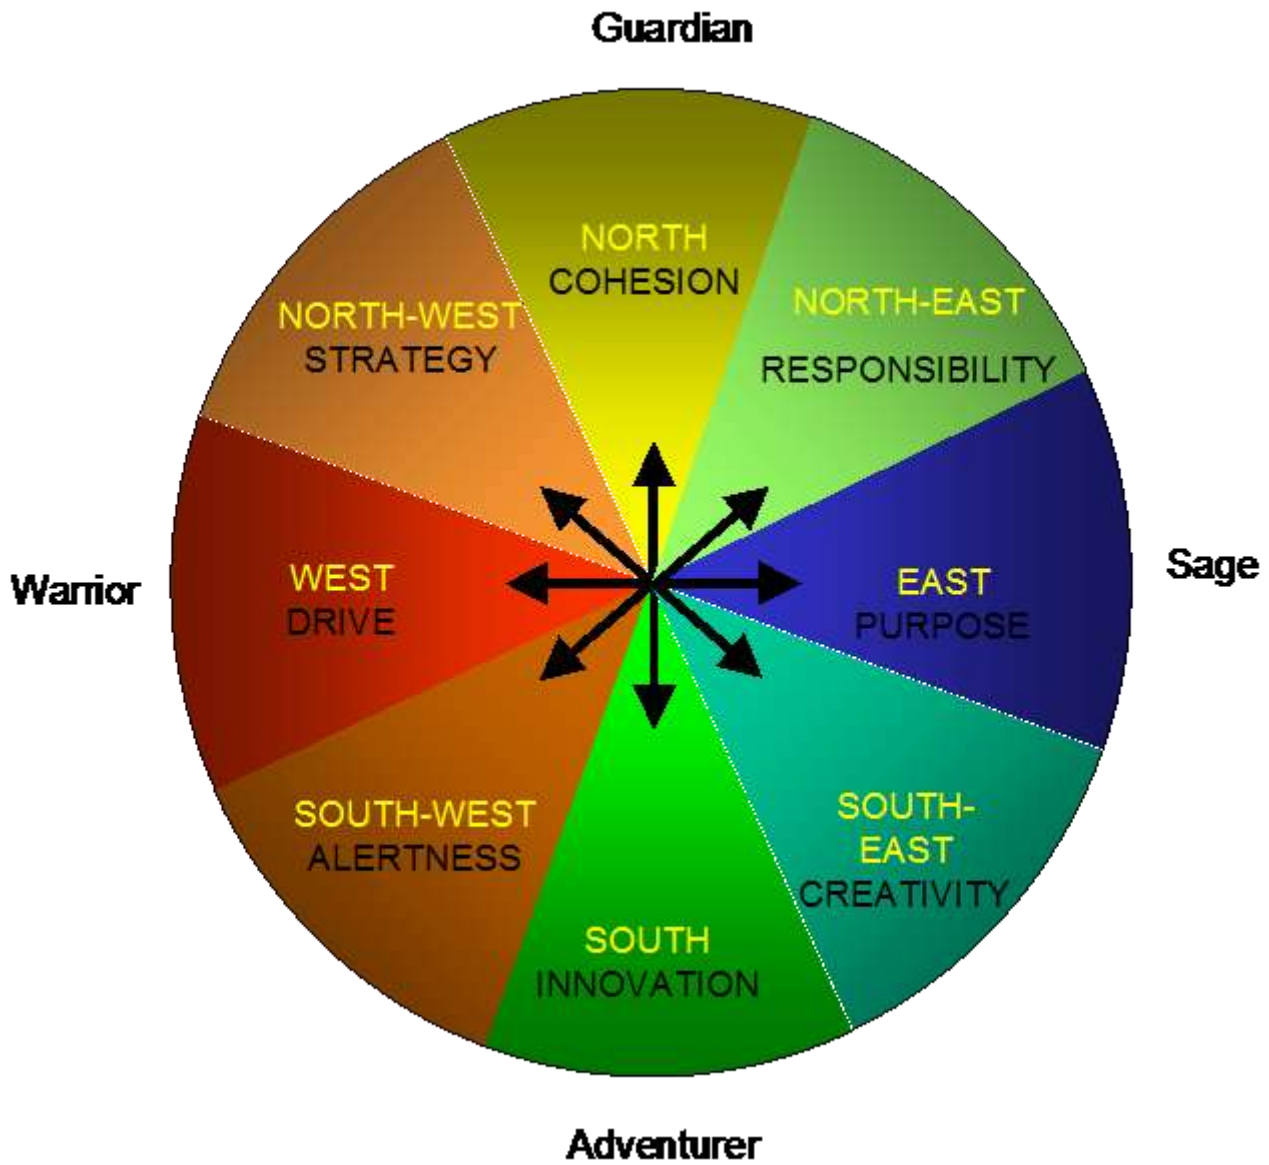 Guardian
NORTH
COHESION
NORTH-EAST
RESPONSIBILITY
NORTH-WEST
STRATEGY
Warrior
WEST
DRIVE
EAST
PURPOSE
Sage
SOUTH-WEST
ALERTNESS
SOUTH-
EAST
CREATIVITY
SOUTH
INNOVATION
Adventurer